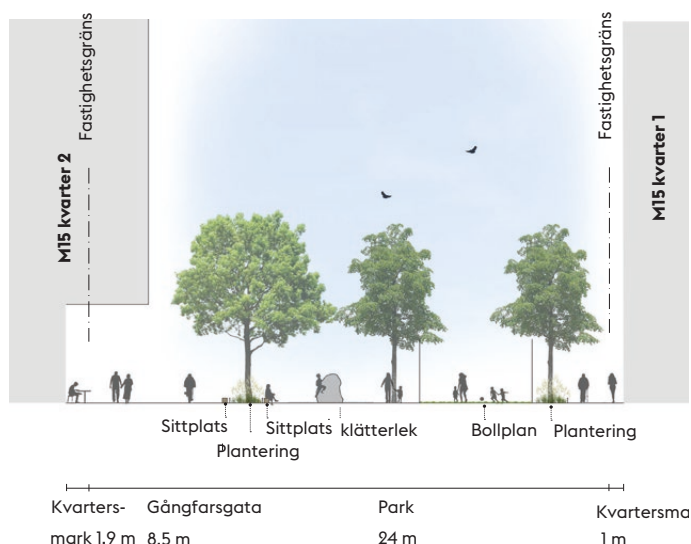 Fastighetsgräns
M15 kvarter 2
Fastighetsgräns
M15 kvarter 1
Sittplats
Plantering
Sittplats
klätterlek
Bollplan
Plantering
Kvarters-
mark 1.9 m
Gångfarsgata
8.5 m
Park
24 m
Kvartersma
1 m